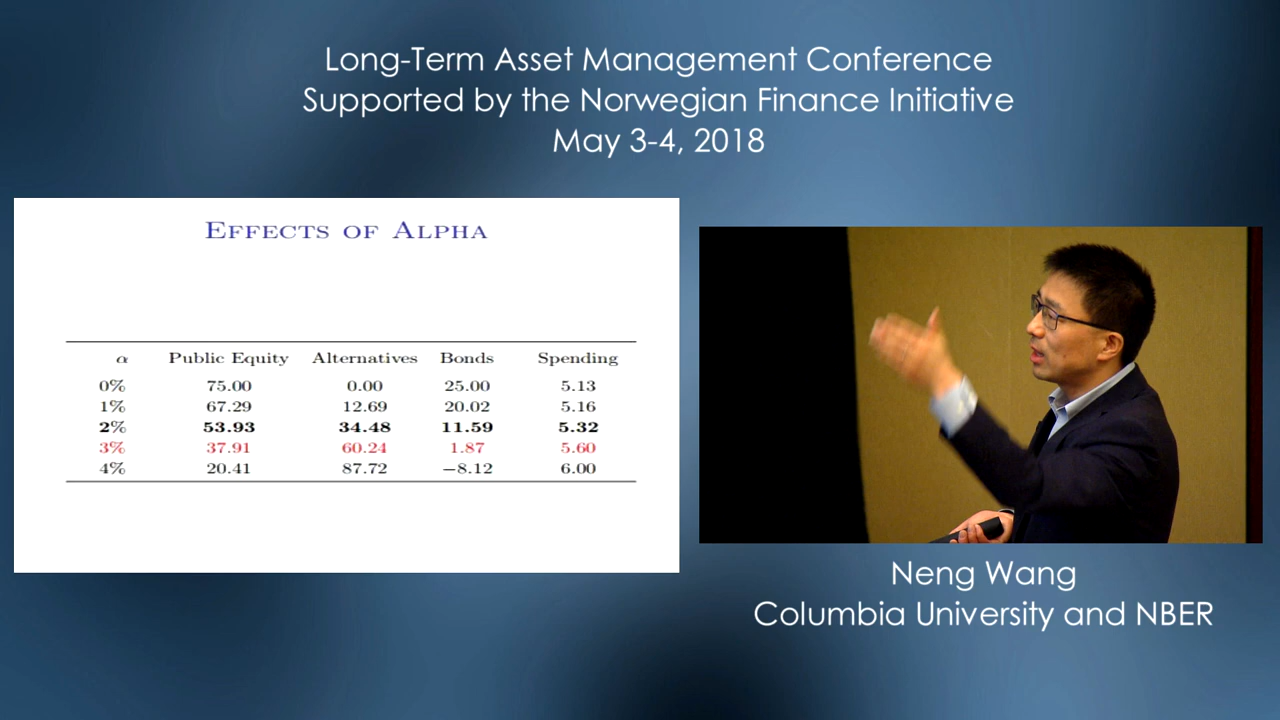 Long-Term Asset Management Conference
Supported by the Norwegian Finance Initiative
May 3-4, 2018
EFFECTS OF ALPHA
α Public Equity Alternatives Bonds Spending
0% 75.00 0.00 25.00 5.13
1% 67.29 12.69 20.02 5.16
2% 53.93 34.48 11.59 5.32
3% 37.91 60.24 1.87 5.60
4% 20.41 87.72 −8.12 6.00
Neng Wang
Columbia University and NBER